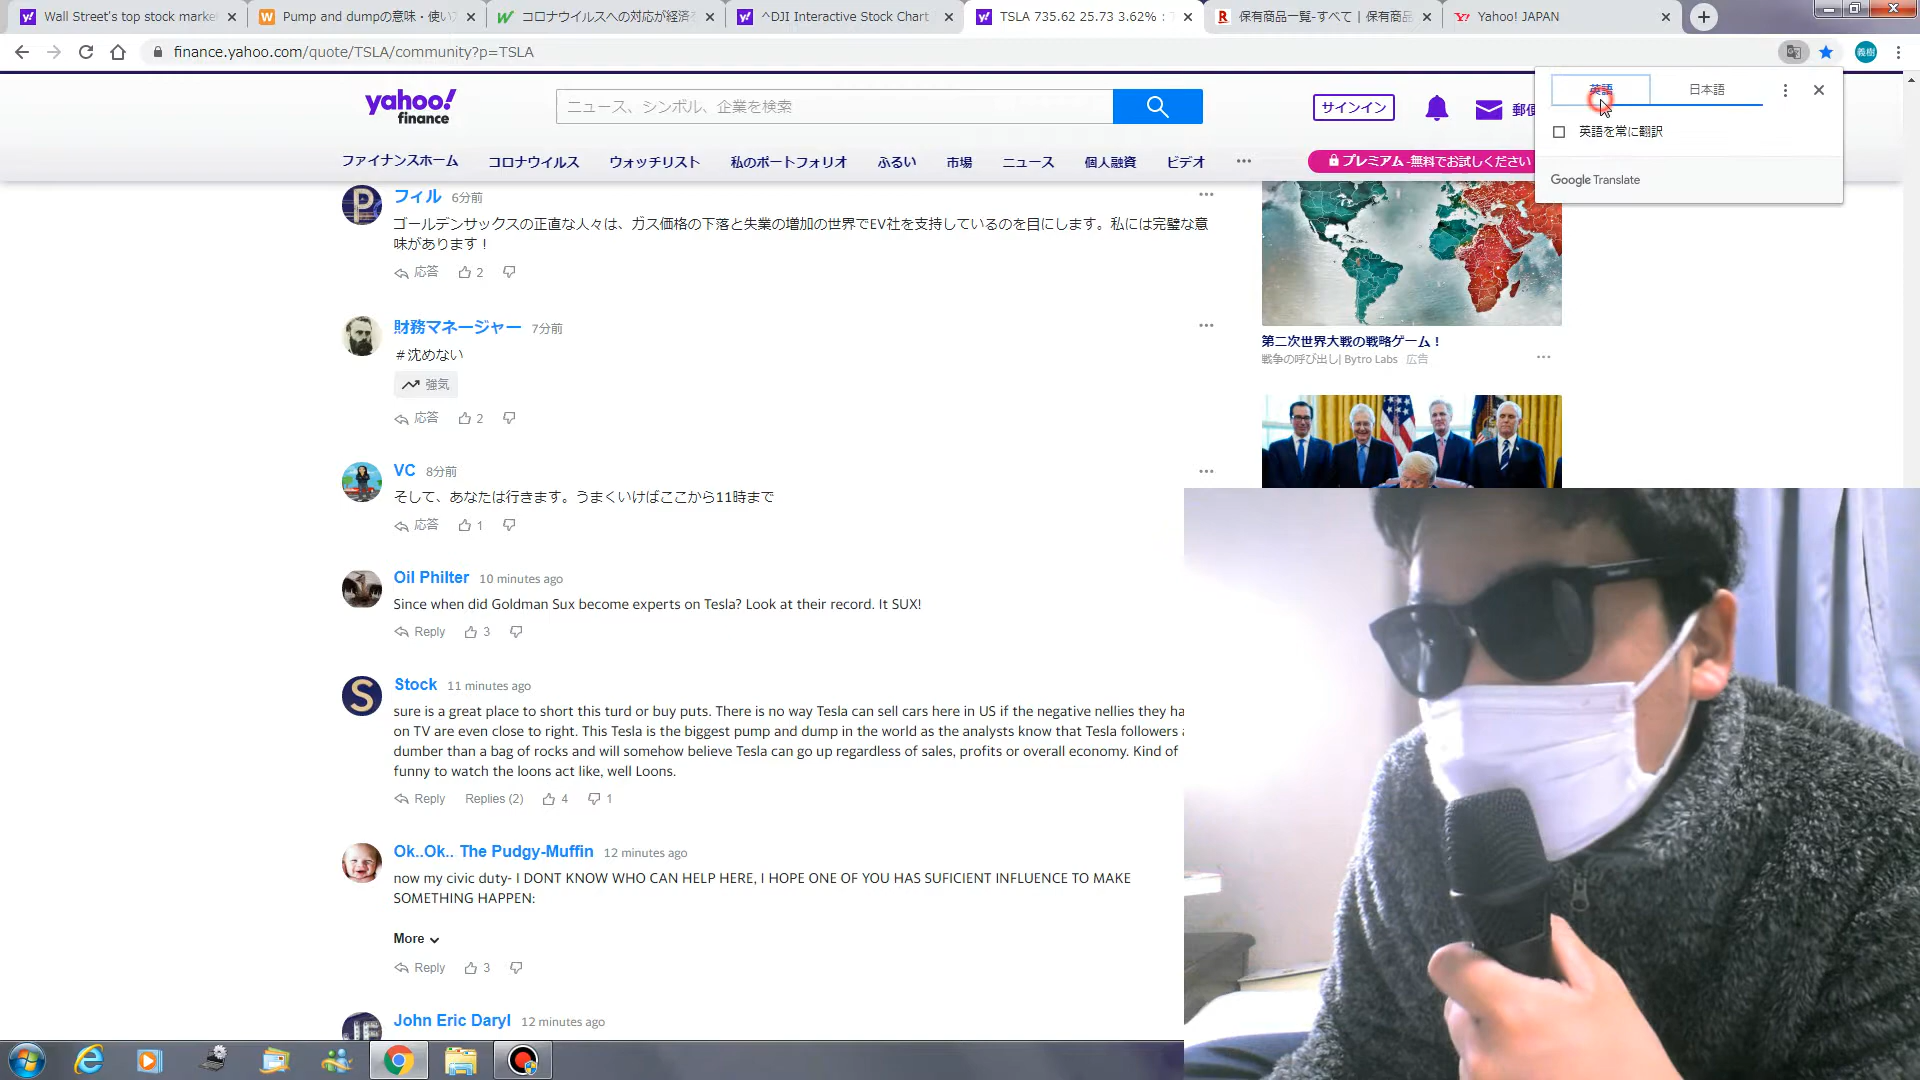 Wall Street's top stock marke
Pump and dumpの意味・使い
コロナウイルスへの対応が経済
^DJI Interactive Stock Chart
TSLA 735.62 25.73 3.62% :
保有商品一覧-すべて | 保有商品
Yahoo! JAPAN
finance.yahoo.com/quote/TSLA/community?p=TSLA
義樹
英語
日本語
英語を常に翻訳
Google Translate
yahoo!
finance
ニュース、シンボル、企業を検索
サインイン
郵便
ファイナンスホーム
コロナウイルス
ウォッチリスト
私のポートフォリオ
ふるい
市場
ニュース
個人融資
ビデオ
プレミアム-無料でお試しください
フィル 6分前
ゴールデンサックスの正直な人々は、ガス価格の下落と失業の増加の世界でEV社を支持しているのを目にします。私には完璧な意
味があります！
応答 2
財務マネージャー 7分前
＃沈めない
強気
応答 2
VC 8分前
そして、あなたは行きます。うまくいけばここから11時まで
応答 1
Oil Philter 10 minutes ago
Since when did Goldman Sux become experts on Tesla? Look at their record. It SUX!
Reply 3
Stock 11 minutes ago
sure is a great place to short this turd or buy puts. There is no way Tesla can sell cars here in US if the negative nellies they ha
on TV are even close to right. This Tesla is the biggest pump and dump in the world as the analysts know that Tesla followers
dumber than a bag of rocks and will somehow believe Tesla can go up regardless of sales, profits or overall economy. Kind of
funny to watch the loons act like, well Loons.
Reply Replies (2) 4 1
Ok..Ok.. The Pudgy-Muffin 12 minutes ago
now my civic duty- I DONT KNOW WHO CAN HELP HERE, I HOPE ONE OF YOU HAS SUFICIENT INFLUENCE TO MAKE
SOMETHING HAPPEN:
More
Reply 3
John Eric Daryl 12 minutes ago
第二次世界大戦の戦略ゲーム！
戦争の呼び出し| Bytro Labs 広告